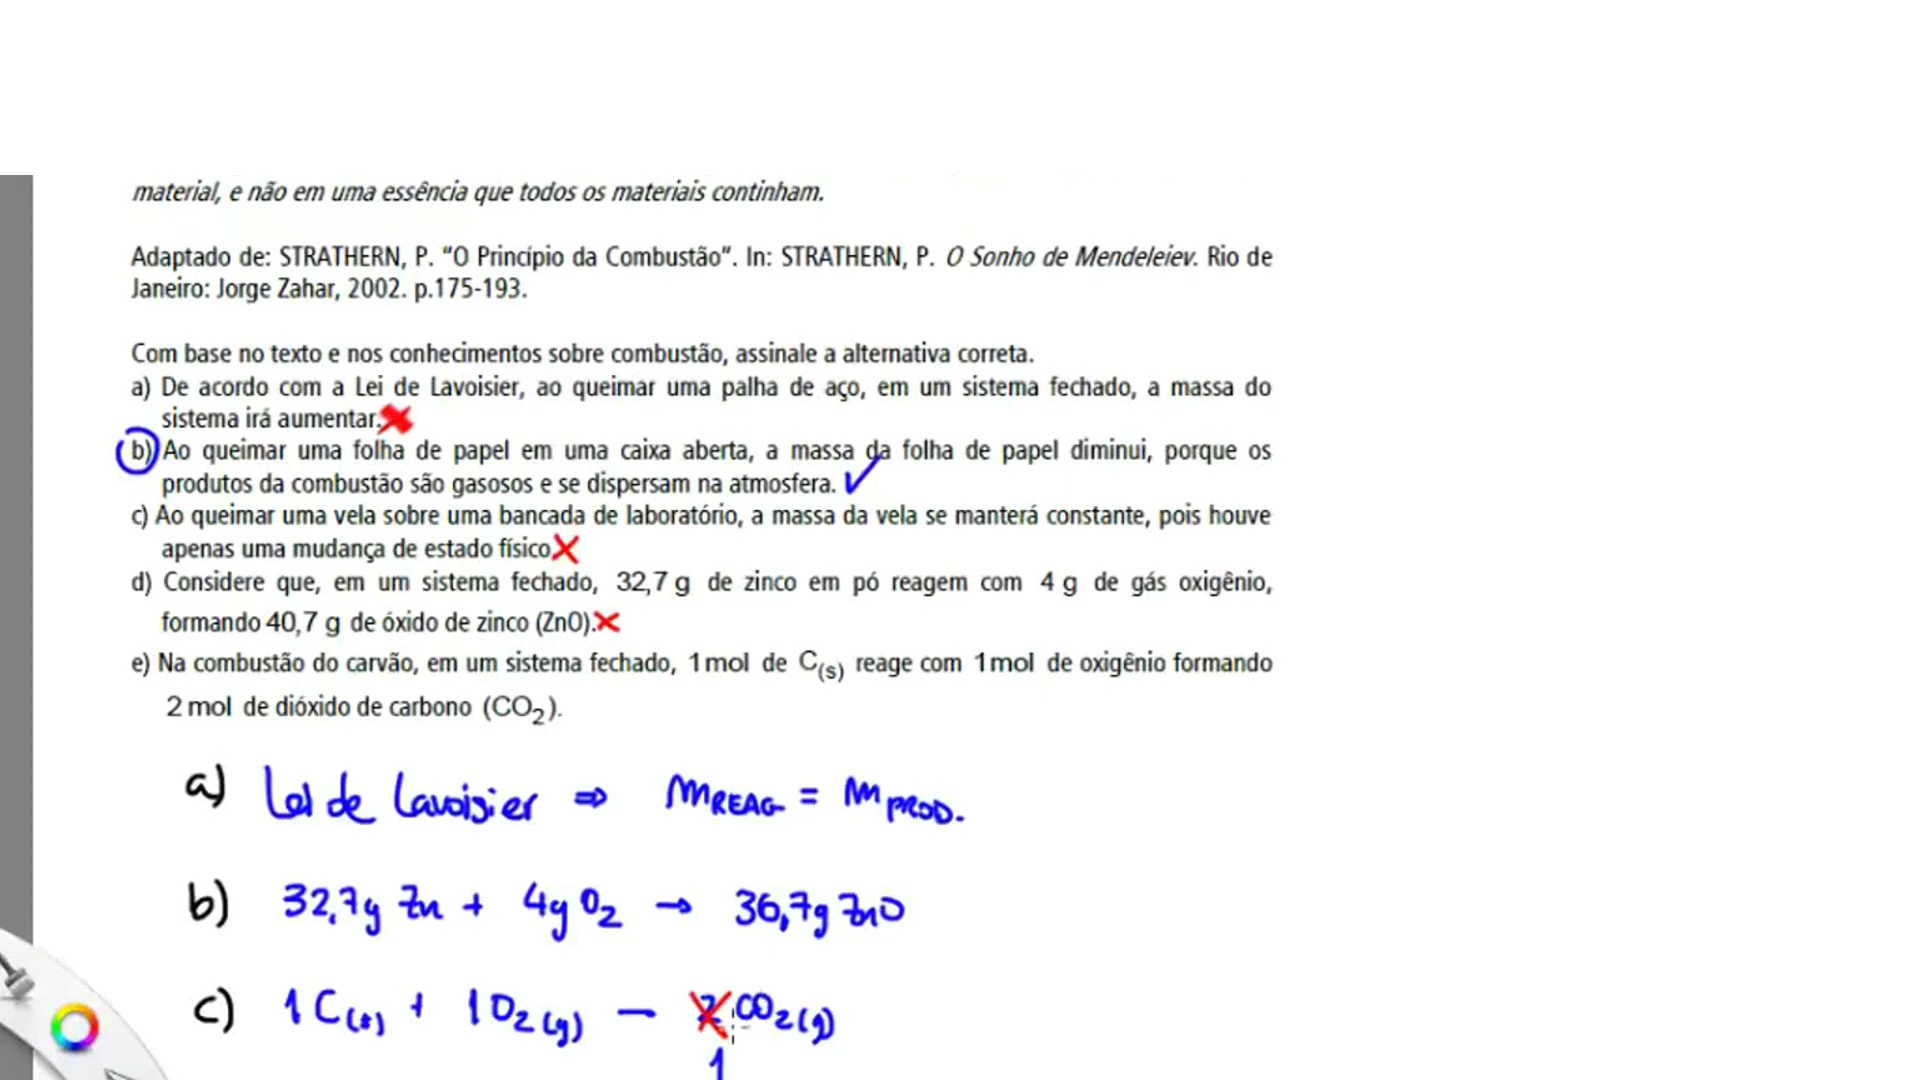 material, e não em uma essência que todos os materiais continham.
Adaptado de: STRATHERN, P. "O Princípio da Combustão". In: STRATHERN, P. O Sonho de Mendeleiev. Rio de
Janeiro: Jorge Zahar, 2002. p.175-193.
Com base no texto e nos conhecimentos sobre combustão, assinale a alternativa correta.
a) De acordo com a Lei de Lavoisier, ao queimar uma palha de aço, em um sistema fechado, a massa do
sistema irá aumentar.
b) Ao queimar uma folha de papel em uma caixa aberta, a massa da folha de papel diminui, porque os
produtos da combustão são gasosos e se dispersam na atmosfera.
c) Ao queimar uma vela sobre uma bancada de laboratório, a massa da vela se manterá constante, pois houve
apenas uma mudança de estado físico
d) Considere que, em um sistema fechado, 32,7 g de zinco em pó reagem com 4 g de gás oxigênio,
formando 40,7 g de óxido de zinco (ZnO).
e) Na combustão do carvão, em um sistema fechado, 1 mol de C(s) reage com 1 mol de oxigênio formando
2 mol de dióxido de carbono (CO₂).
a) Lei de Lavoisier ⇒ mREAG = mPROD.
b) 32,7g Zn + 4g O₂ → 36,7g ZnO
c) 1 C(s) + 1 O₂(g) – 2 CO₂(g)
1